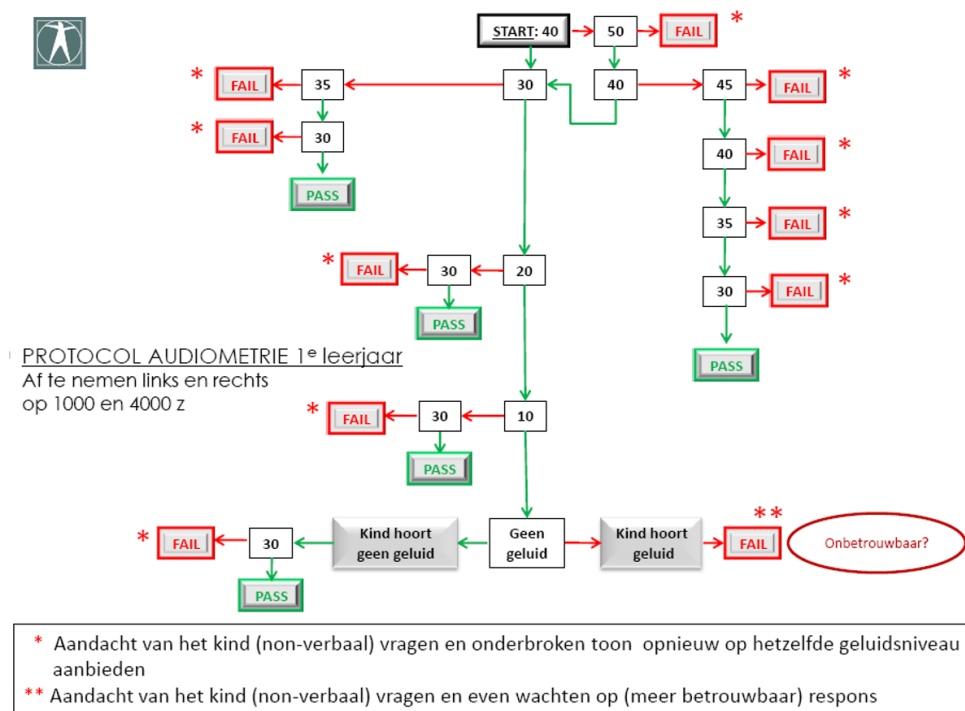 START: 40
50
FAIL
*
*
FAIL
35
30
40
45
FAIL
*
*
FAIL
30
PASS
40
FAIL
*
35
FAIL
*
*
FAIL
30
20
PASS
30
FAIL
*
PASS
PROTOCOL AUDIOMETRIE 1e leerjaar
Af te nemen links en rechts
op 1000 en 4000 z
*
FAIL
30
10
PASS
*
FAIL
30
Kind hoort
geen geluid
Geen
geluid
Kind hoort
geluid
**
FAIL
Onbetrouwbaar?
PASS
* Aandacht van het kind (non-verbaal) vragen en onderbroken toon opnieuw op hetzelfde geluidsniveau
aanbieden
** Aandacht van het kind (non-verbaal) vragen en even wachten op (meer betrouwbaar) respons